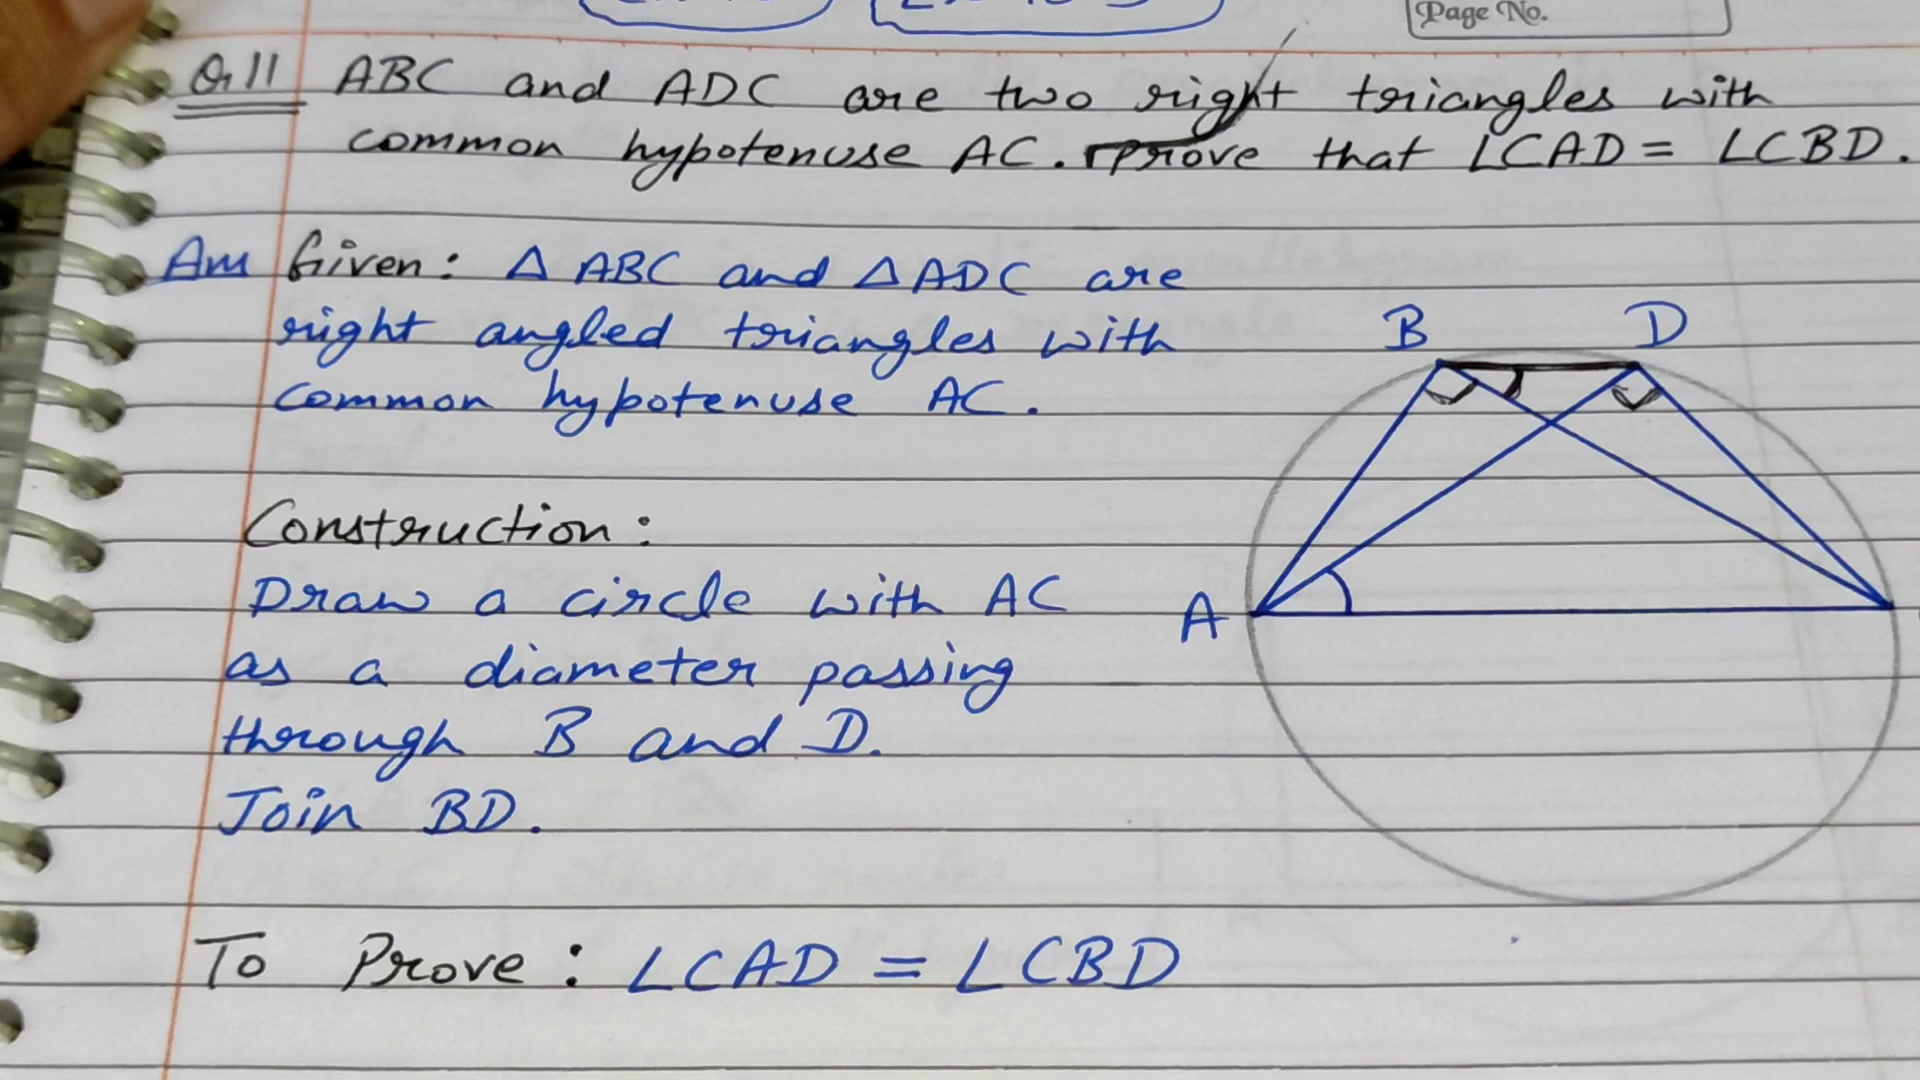 Page No.
Q.11 ABC and ADC are two right triangles with
common hypotenuse AC. Prove that ∠CAD = ∠CBD.
Ans Given: △ ABC and △ ADC are
right angled triangles with
common hypotenuse AC.
B D
Construction:
Draw a circle with AC
A
as a diameter passing
through B and D.
Join BD.
To Prove: ∠CAD = ∠CBD